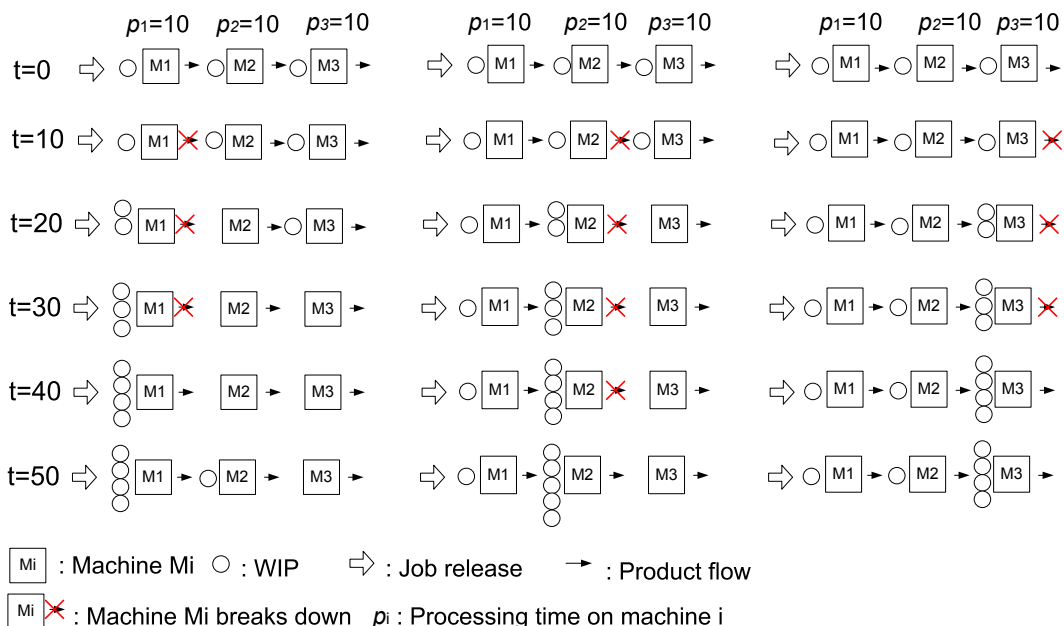 p1=10 p2=10 p3=10 p1=10 p2=10 p3=10 p1=10 p2=10 p3=10
t=0 M1 M2 M3 M1 M2 M3 M1 M2 M3
t=10 M1 M2 M3 M1 M2 M3 M1 M2 M3
t=20 M1 M2 M3 M1 M2 M3 M1 M2 M3
t=30 M1 M2 M3 M1 M2 M3 M1 M2 M3
t=40 M1 M2 M3 M1 M2 M3 M1 M2 M3
t=50 M1 M2 M3 M1 M2 M3 M1 M2 M3
Mi : Machine Mi : WIP : Job release : Product flow
Mi : Machine Mi breaks down pi : Processing time on machine i